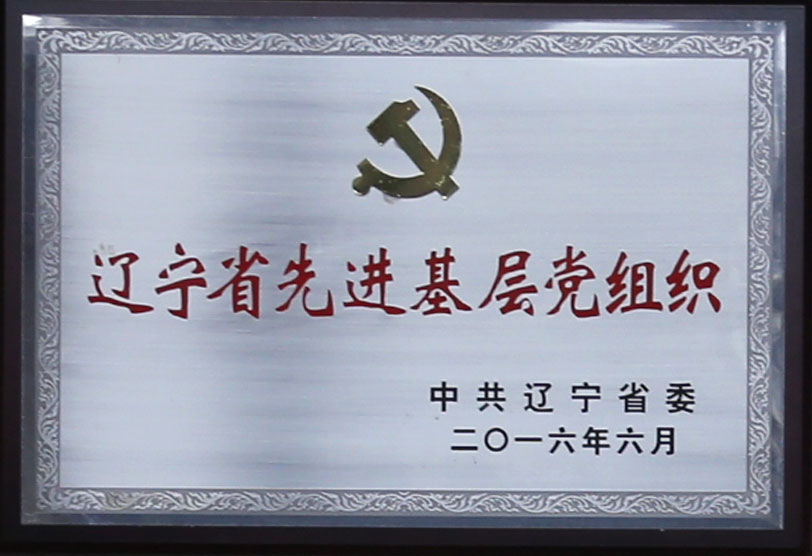 辽宁省先进基层党组织
中共辽宁省委
二〇一六年六月